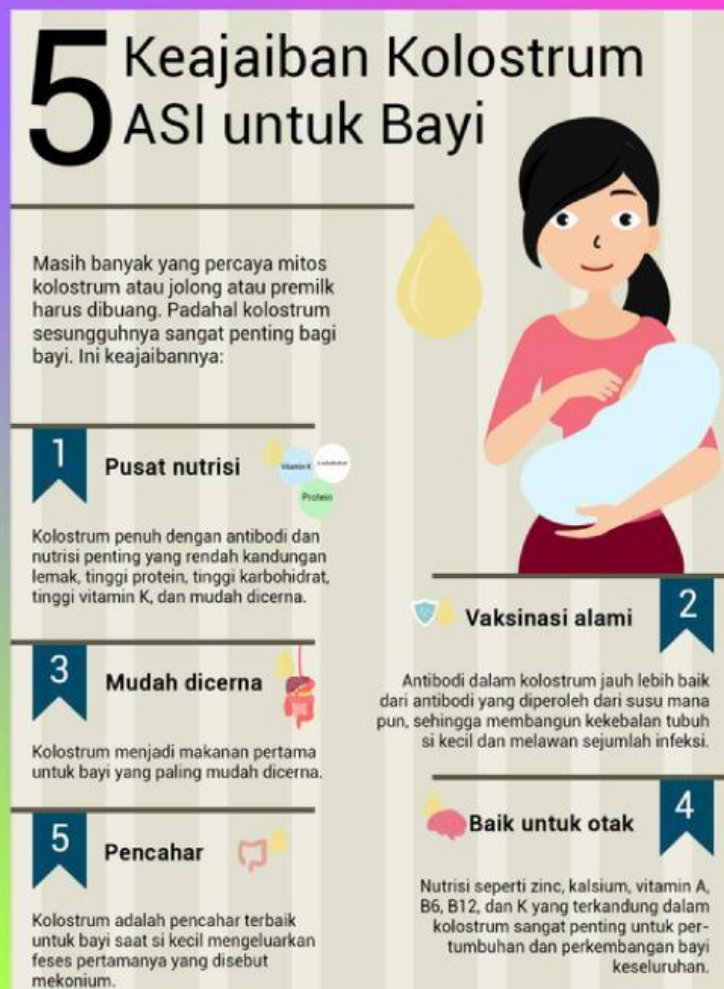 5 Keajaiban Kolostrum
ASI untuk Bayi
Masih banyak yang percaya mitos
kolostrum atau jolong atau premilk
harus dibuang. Padahal kolostrum
sesungguhnya sangat penting bagi
bayi. Ini keajaibannya:
1
Pusat nutrisi
Vitamin K
Protein
Kolostrum penuh dengan antibodi dan
nutrisi penting yang rendah kandungan
lemak, tinggi protein, tinggi karbohidrat,
tinggi vitamin K, dan mudah dicerna.
2
Vaksinasi alami
Antibodi dalam kolostrum jauh lebih baik
dari antibodi yang diperoleh dari susu mana
pun, sehingga membangun kekebalan tubuh
si kecil dan melawan sejumlah infeksi.
3
Mudah dicerna
Kolostrum menjadi makanan pertama
untuk bayi yang paling mudah dicerna.
4
Baik untuk otak
Nutrisi seperti zinc, kalsium, vitamin A,
B6, B12, dan K yang terkandung dalam
kolostrum sangat penting untuk per-
tumbuhan dan perkembangan bayi
keseluruhan.
5
Pencahar
Kolostrum adalah pencahar terbaik
untuk bayi saat si kecil mengeluarkan
feses pertamanya yang disebut
mekonium.